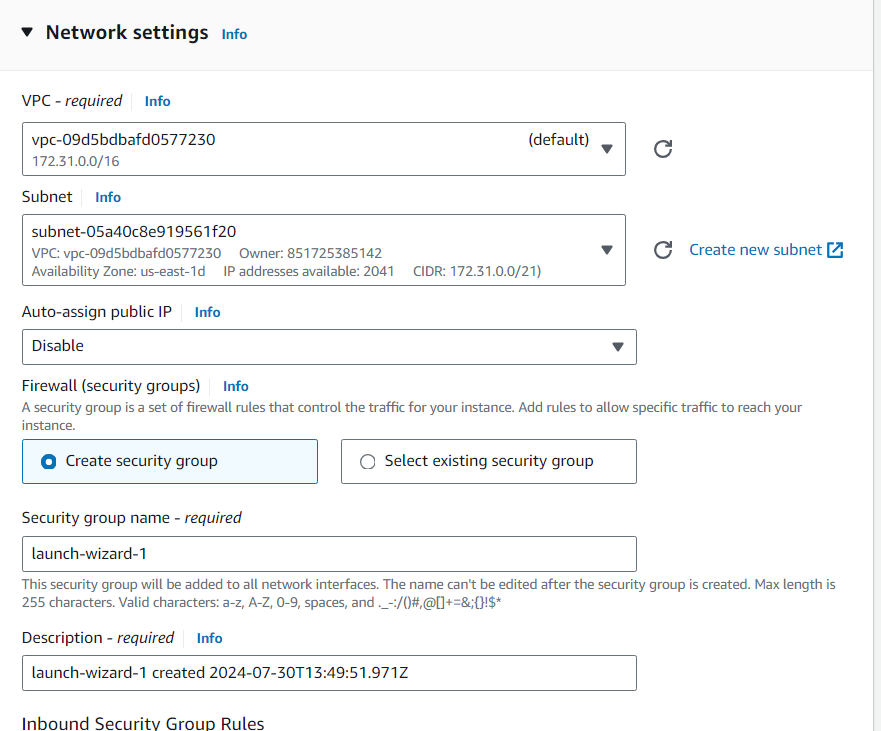 Network settings Info
VPC - required Info
vpc-09d5bdbafd0577230 (default)
172.31.0.0/16
Subnet Info
subnet-05a40c8e919561f20
VPC: vpc-09d5bdbafd0577230 Owner: 851725385142
Availability Zone: us-east-1d IP addresses available: 2041 CIDR: 172.31.0.0/21)
Create new subnet
Auto-assign public IP Info
Disable
Firewall (security groups) Info
A security group is a set of firewall rules that control the traffic for your instance. Add rules to allow specific traffic to reach your
instance.
Create security group Select existing security group
Security group name - required
launch-wizard-1
This security group will be added to all network interfaces. The name can't be edited after the security group is created. Max length is
255 characters. Valid characters: a-z, A-Z, 0-9, spaces, and ._-:/()#,@[]+=&;{}!$*
Description - required Info
launch-wizard-1 created 2024-07-30T13:49:51.971Z
Inbound Security Group Rules